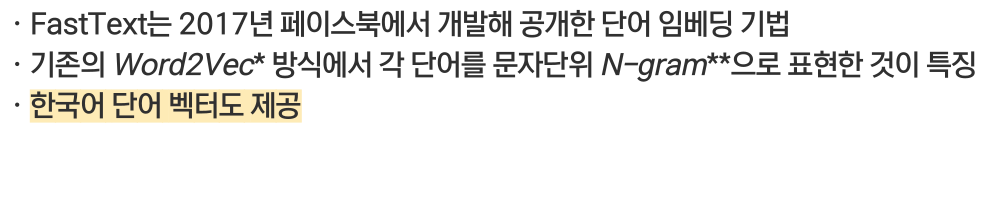 · FastText는 2017년 페이스북에서 개발해 공개한 단어 임베딩 기법
· 기존의 Word2Vec* 방식에서 각 단어를 문자단위 N-gram**으로 표현한 것이 특징
· 한국어 단어 벡터도 제공